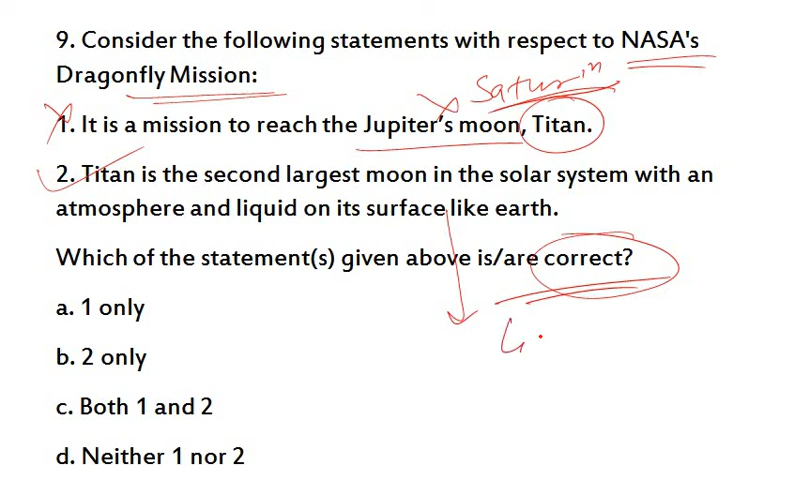 9. Consider the following statements with respect to NASA's
Dragonfly Mission:
Saturn
1. It is a mission to reach the Jupiter's moon, Titan.
2. Titan is the second largest moon in the solar system with an
atmosphere and liquid on its surface like earth.
Which of the statement(s) given above is/are correct?
a. 1 only
b. 2 only
c. Both 1 and 2
d. Neither 1 nor 2